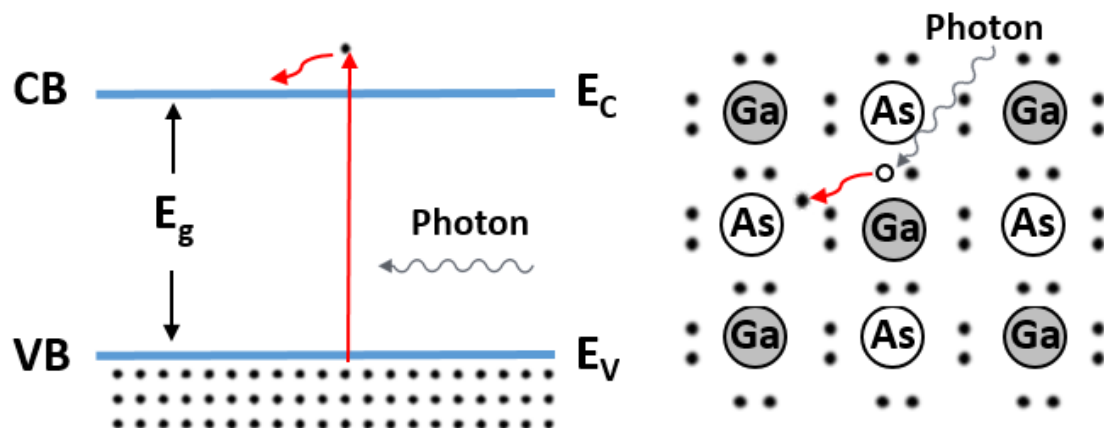 CB
E_C
E_g
Photon
VB
E_V
Photon
Ga As Ga
As Ga As
Ga As Ga